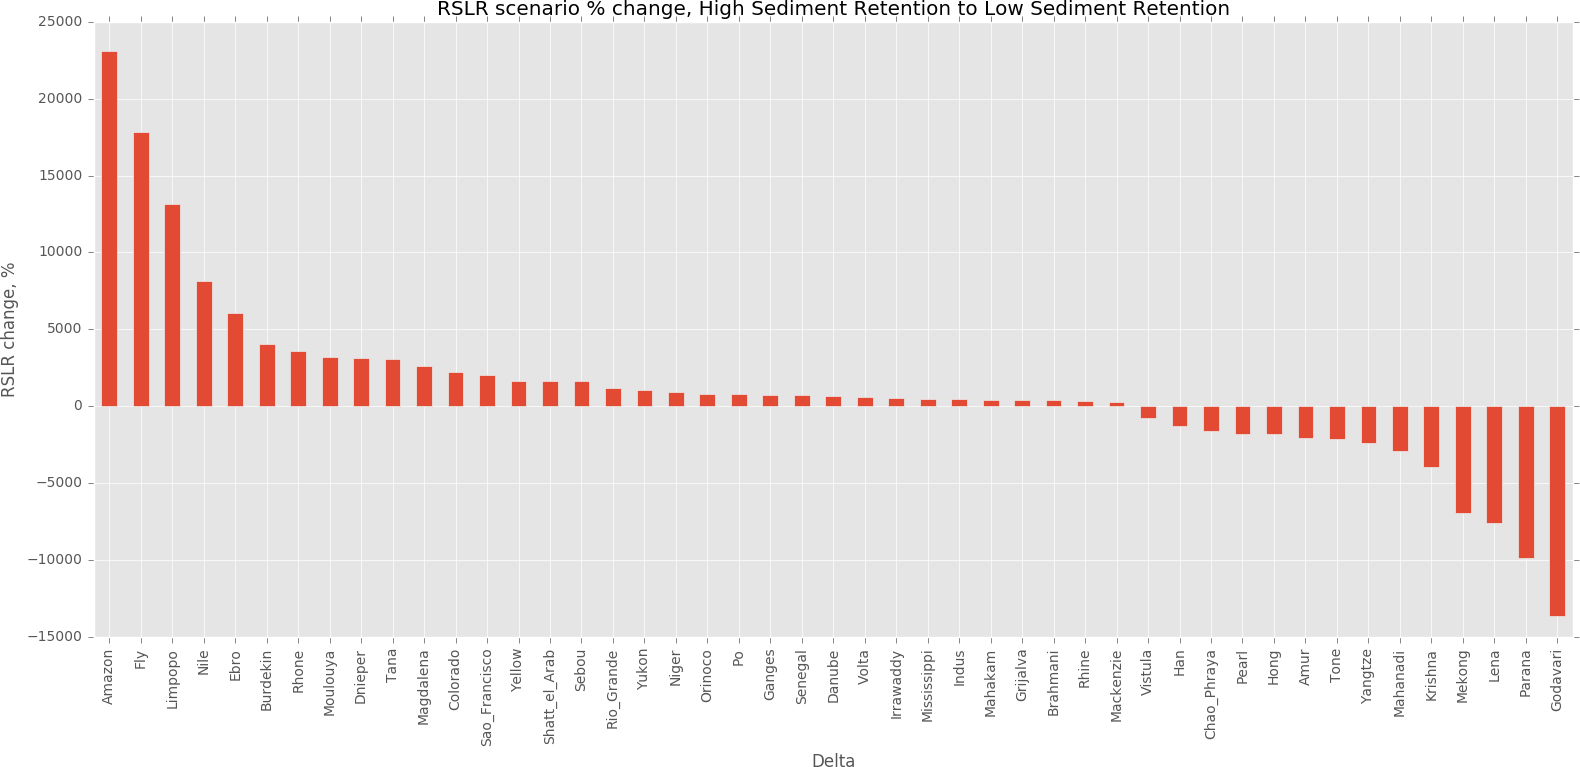 RSLR scenario % change, High Sediment Retention to Low Sediment Retention
RSLR change, %
25000
20000
15000
10000
5000
0
−5000
−10000
−15000
Amazon
Fly
Limpopo
Nile
Ebro
Burdekin
Rhone
Moulouya
Dnieper
Tana
Magdalena
Colorado
Sao_Francisco
Yellow
Shatt_el_Arab
Sebou
Rio_Grande
Yukon
Niger
Orinoco
Po
Ganges
Senegal
Danube
Volta
Irrawaddy
Mississippi
Indus
Mahakam
Grijalva
Brahmani
Rhine
Mackenzie
Vistula
Han
Chao_Phraya
Pearl
Hong
Amur
Tone
Yangtze
Mahanadi
Krishna
Mekong
Lena
Parana
Godavari
Delta